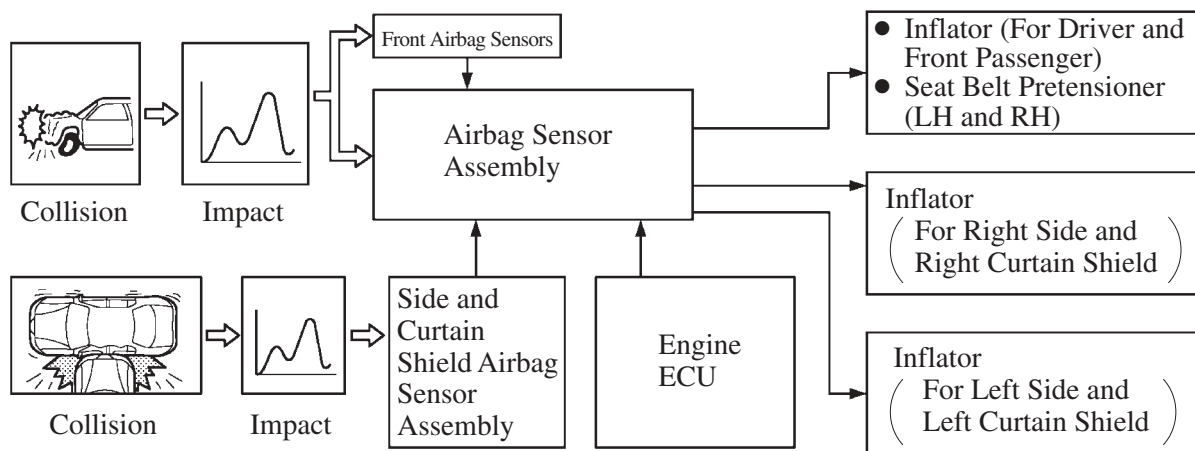 Front Airbag Sensors
Airbag Sensor
Assembly
● Inflator (For Driver and
Front Passenger)
● Seat Belt Pretensioner
(LH and RH)
Collision
Impact
Inflator
(For Right Side and
Right Curtain Shield)
Side and
Curtain
Shield Airbag
Sensor
Assembly
Engine
ECU
Inflator
(For Left Side and
Left Curtain Shield)
Collision
Impact